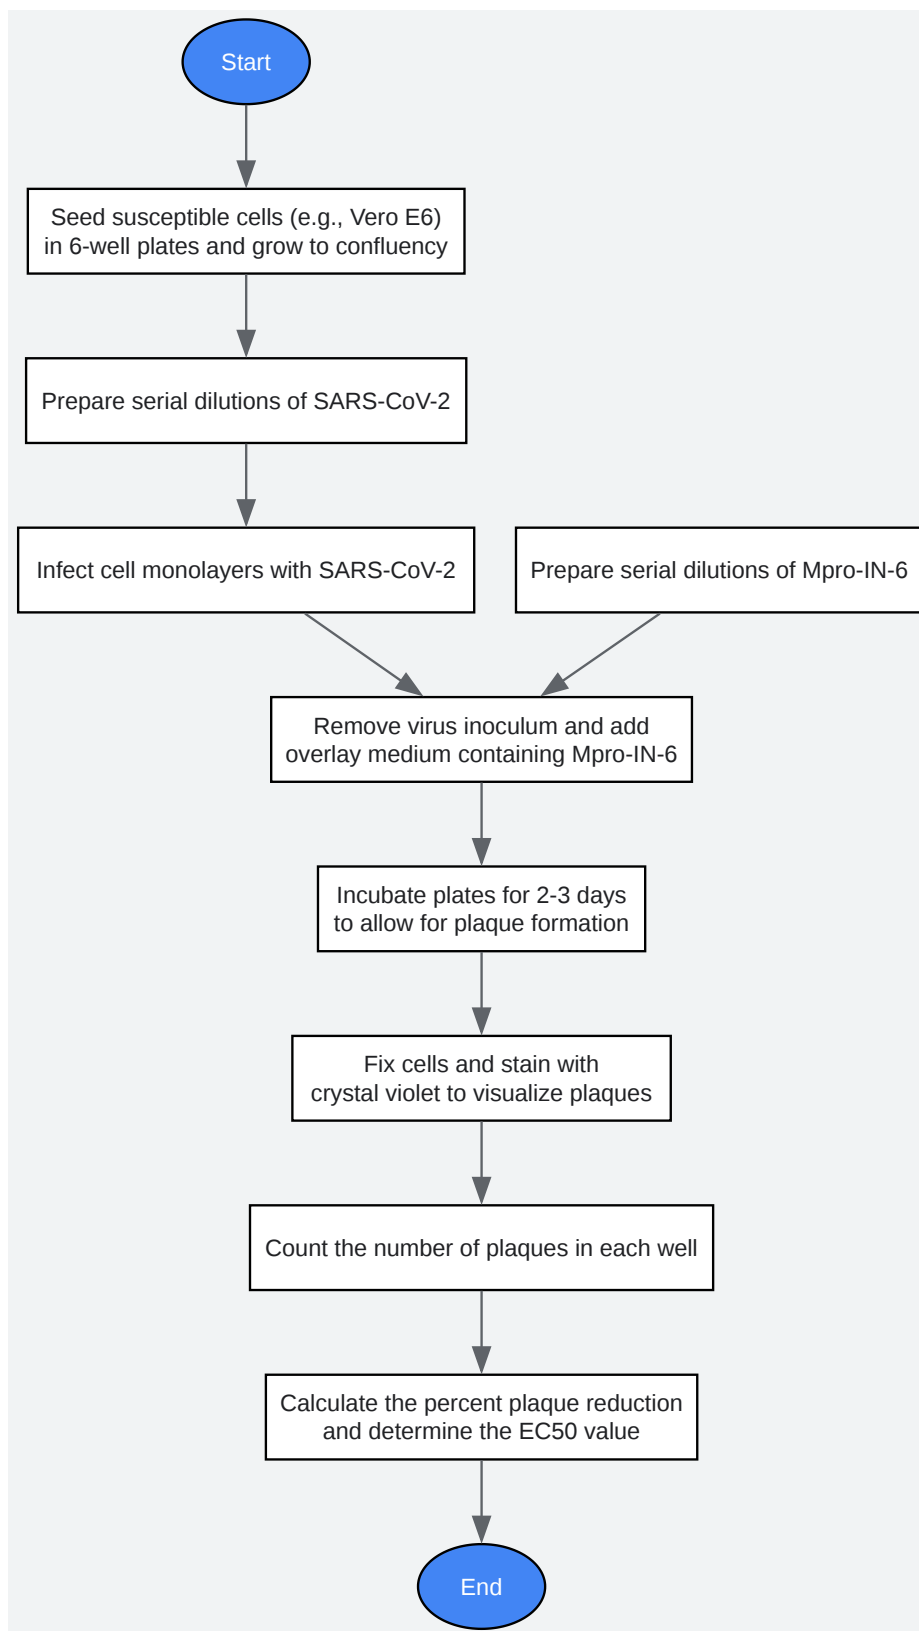 Start
Seed susceptible cells (e.g., Vero E6)
in 6-well plates and grow to confluency
Prepare serial dilutions of SARS-CoV-2
Infect cell monolayers with SARS-CoV-2
Prepare serial dilutions of Mpro-IN-6
Remove virus inoculum and add
overlay medium containing Mpro-IN-6
Incubate plates for 2-3 days
to allow for plaque formation
Fix cells and stain with
crystal violet to visualize plaques
Count the number of plaques in each well
Calculate the percent plaque reduction
and determine the EC50 value
End